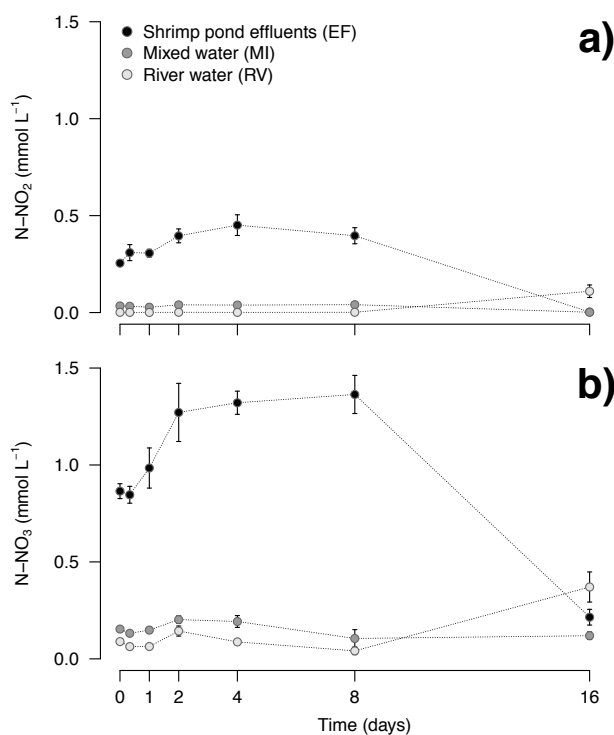 1.5
Shrimp pond effluents (EF)
a)
Mixed water (MI)
River water (RV)
1.0
N−NO₂ (mmol L⁻¹)
0.5
0.0
1.5
b)
1.0
N−NO₃ (mmol L⁻¹)
0.5
0.0
0 1 2 4 8 16
Time (days)